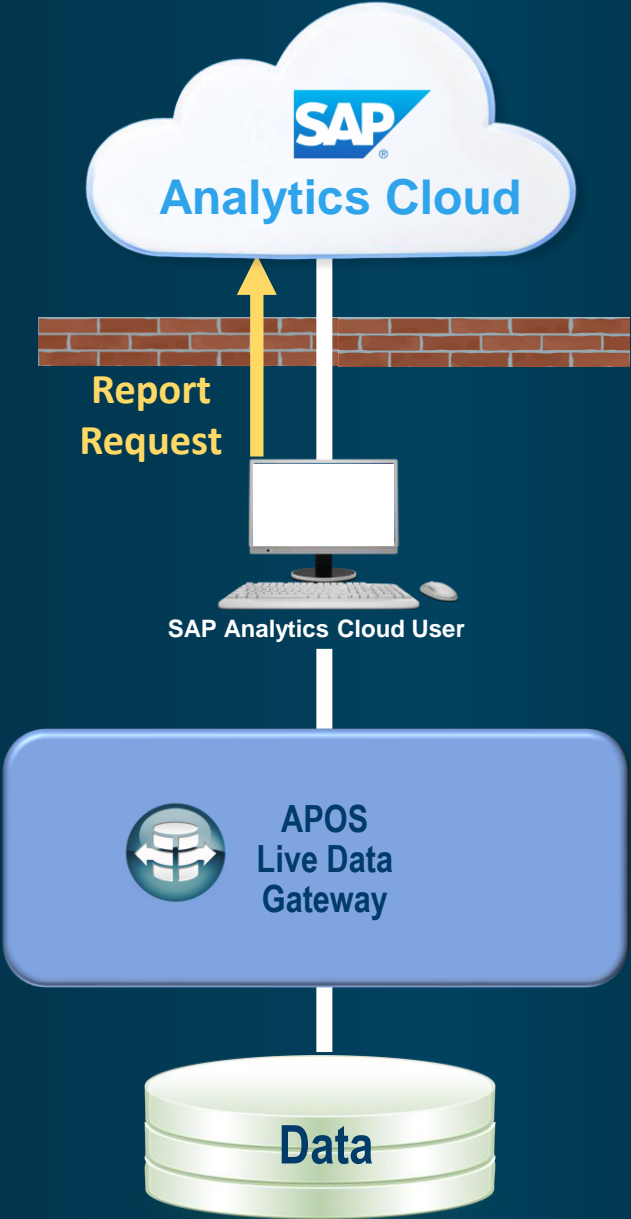 SAP
®
Analytics Cloud
Report
Request
SAP Analytics Cloud User
APOS
Live Data
Gateway
Data